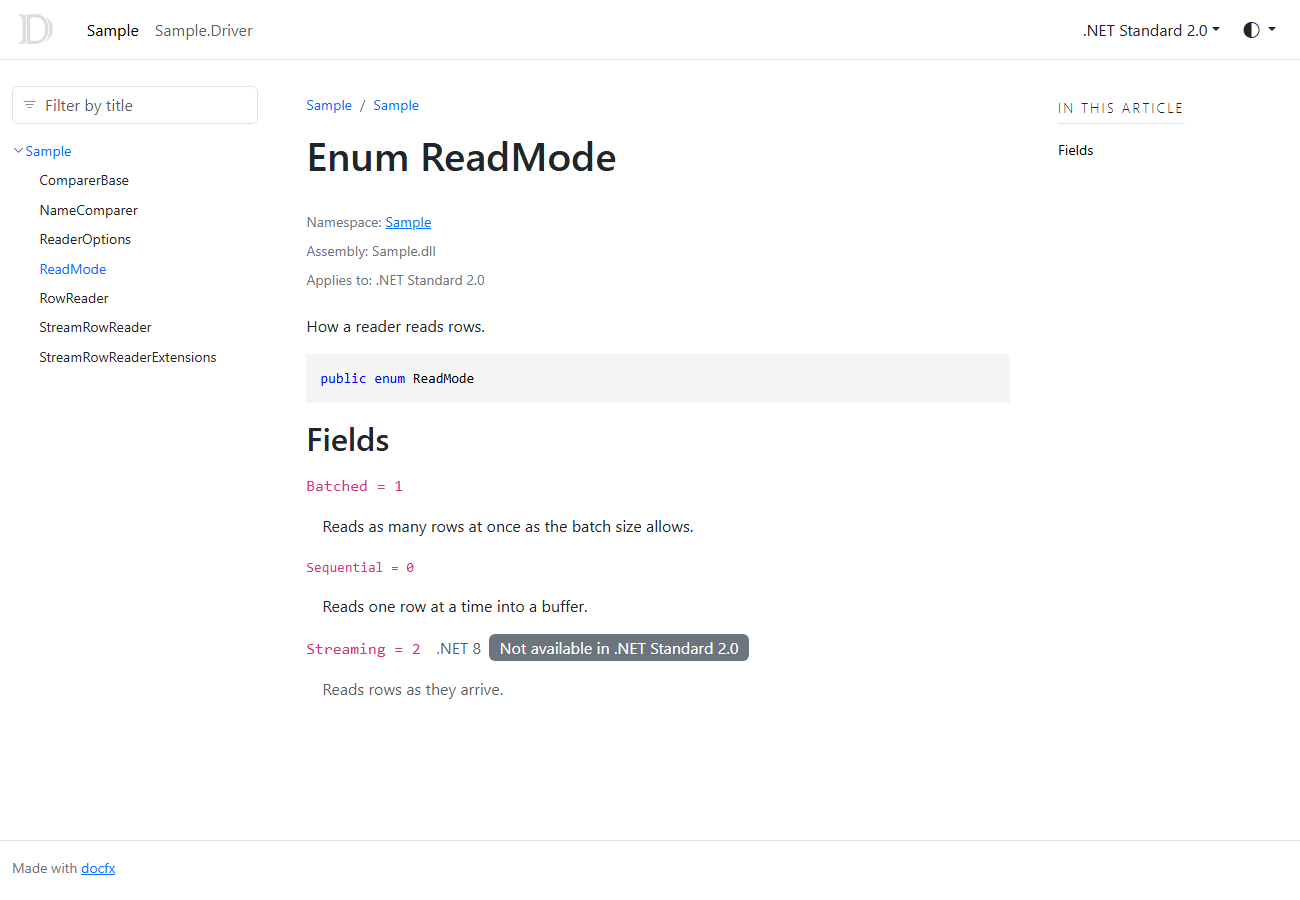 Sample Sample.Driver .NET Standard 2.0
Filter by title
Sample
ComparerBase
NameComparer
ReaderOptions
ReadMode
RowReader
StreamRowReader
StreamRowReaderExtensions
Sample / Sample
Enum ReadMode
Namespace: Sample
Assembly: Sample.dll
Applies to: .NET Standard 2.0
How a reader reads rows.
public enum ReadMode
Fields
Batched = 1
Reads as many rows at once as the batch size allows.
Sequential = 0
Reads one row at a time into a buffer.
Streaming = 2 .NET 8 Not available in .NET Standard 2.0
Reads rows as they arrive.
IN THIS ARTICLE
Fields
Made with docfx